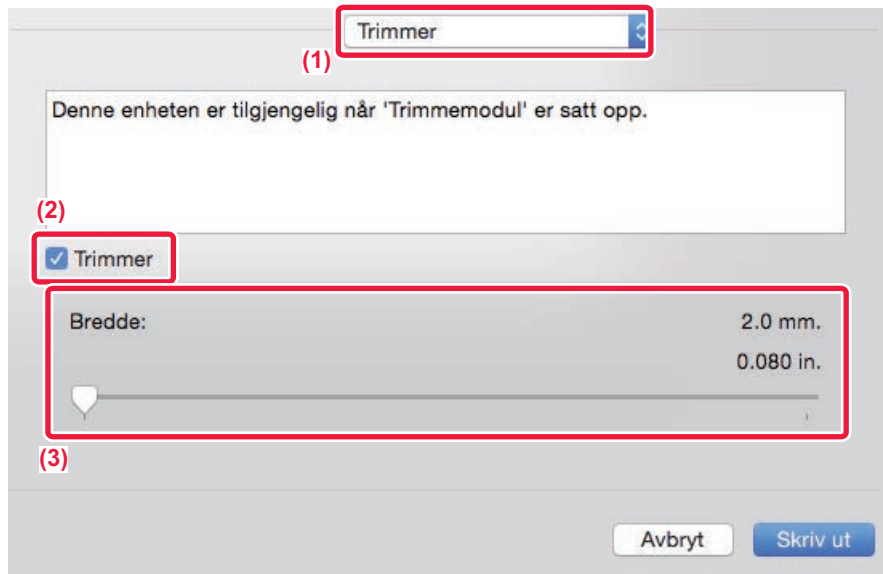 Trimmer
(1)
Denne enheten er tilgjengelig når 'Trimmemodul' er satt opp.
(2)
Trimmer
Bredde: 2.0 mm.
0.080 in.
(3)
Avbryt Skriv ut